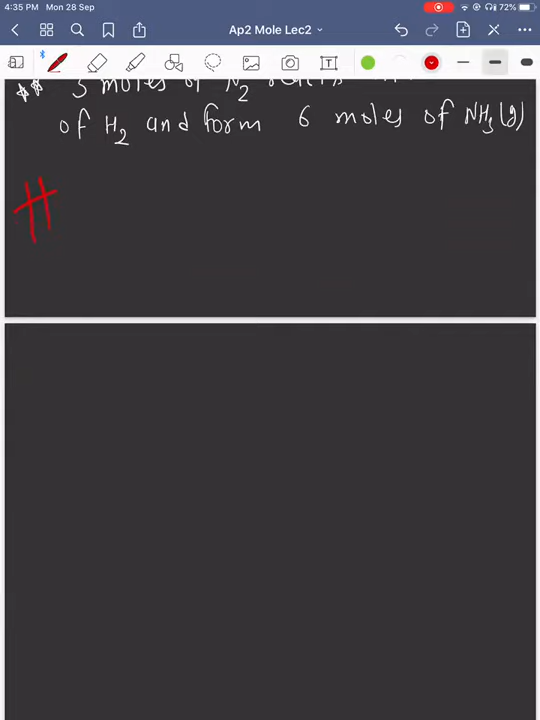 4:35 PM Mon 28 Sep
72%
Ap2 Mole Lec2
T
** 3 moles of N2
of H2 and form 6 moles of NH3(g)
#